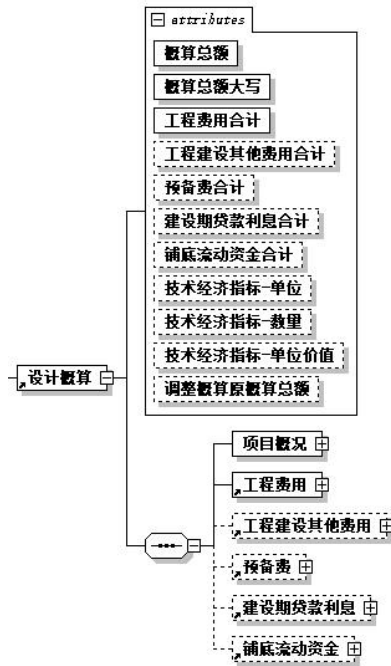 attributes
概算总额
概算总额大写
工程费用合计
工程建设其他费用合计
预备费合计
建设期贷款利息合计
铺底流动资金合计
技术经济指标-单位
技术经济指标-数量
技术经济指标-单位价值
调整概算原概算总额
设计概算
项目概况
工程费用
工程建设其他费用
预备费
建设期贷款利息
铺底流动资金